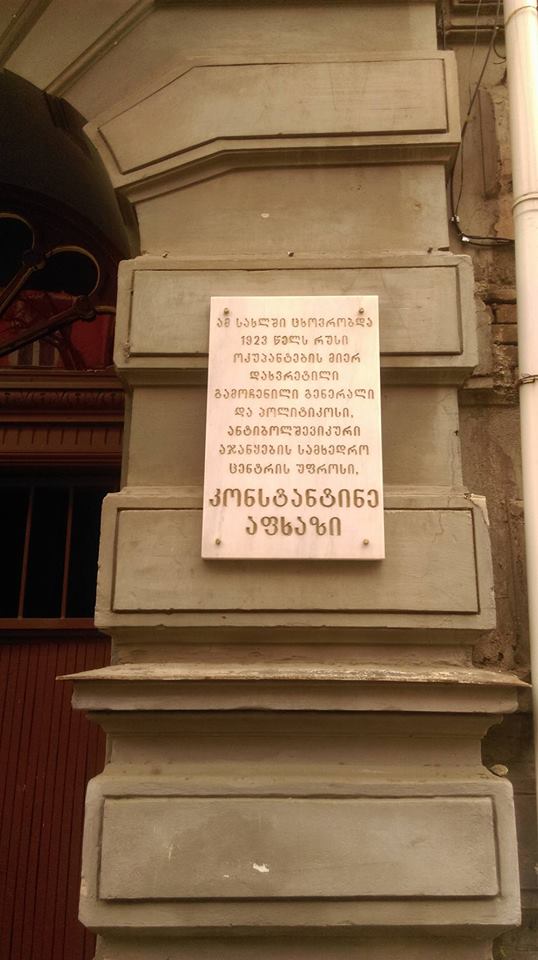 ამ სახლში ცხოვრობდა
1923 წელს რუსი
ოკუპანტების მიერ
დახვრეტილი
გამოჩენილი გენერალი
და პოლიტიკოსი,
ანტიბოლშევიკური
აჯანყების სამხედრო
ცენტრის უფროსი,
კონსტანტინე
აფხაზი